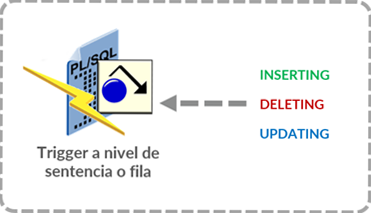 PL/SQL
INSERTING
DELETING
UPDATING
Trigger a nivel de
sentencia o fila